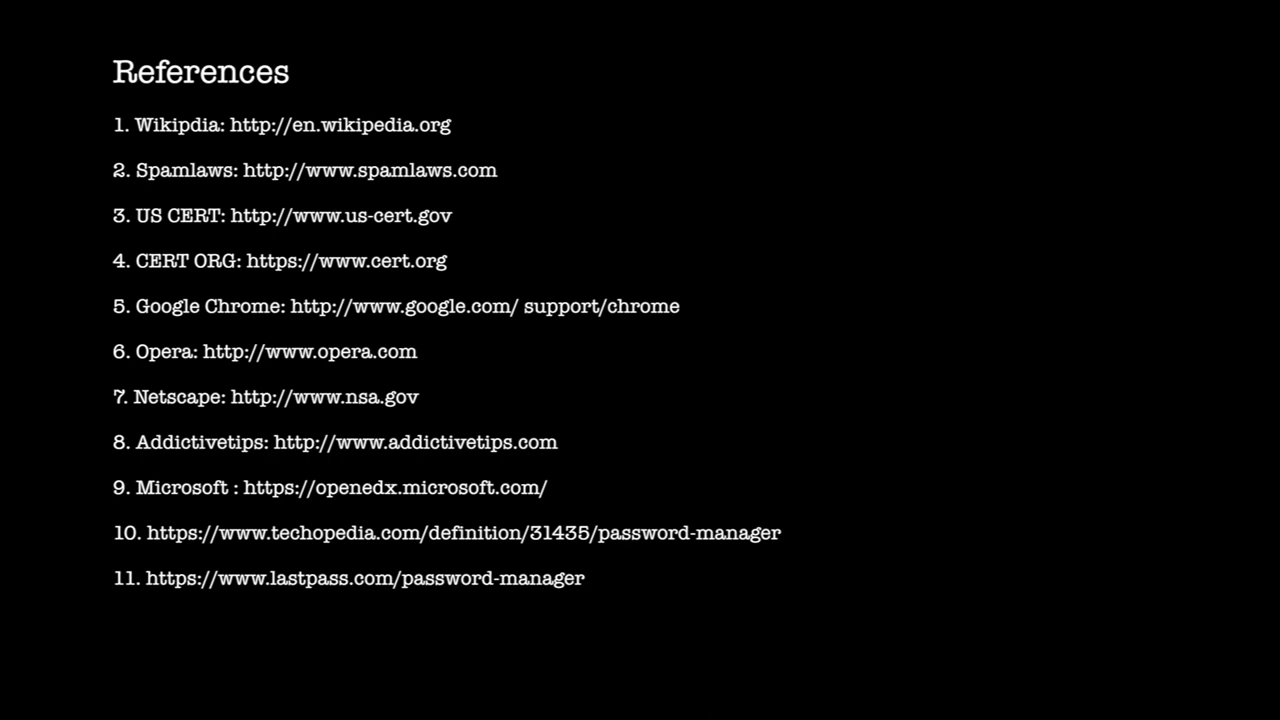 References
1. Wikipdia: http://en.wikipedia.org
2. Spamlaws: http://www.spamlaws.com
3. US CERT: http://www.us-cert.gov
4. CERT ORG: https://www.cert.org
5. Google Chrome: http://www.google.com/ support/chrome
6. Opera: http://www.opera.com
7. Netscape: http://www.nsa.gov
8. Addictivetips: http://www.addictivetips.com
9. Microsoft : https://openedx.microsoft.com/
10. https://www.techopedia.com/definition/31435/password-manager
11. https://www.lastpass.com/password-manager